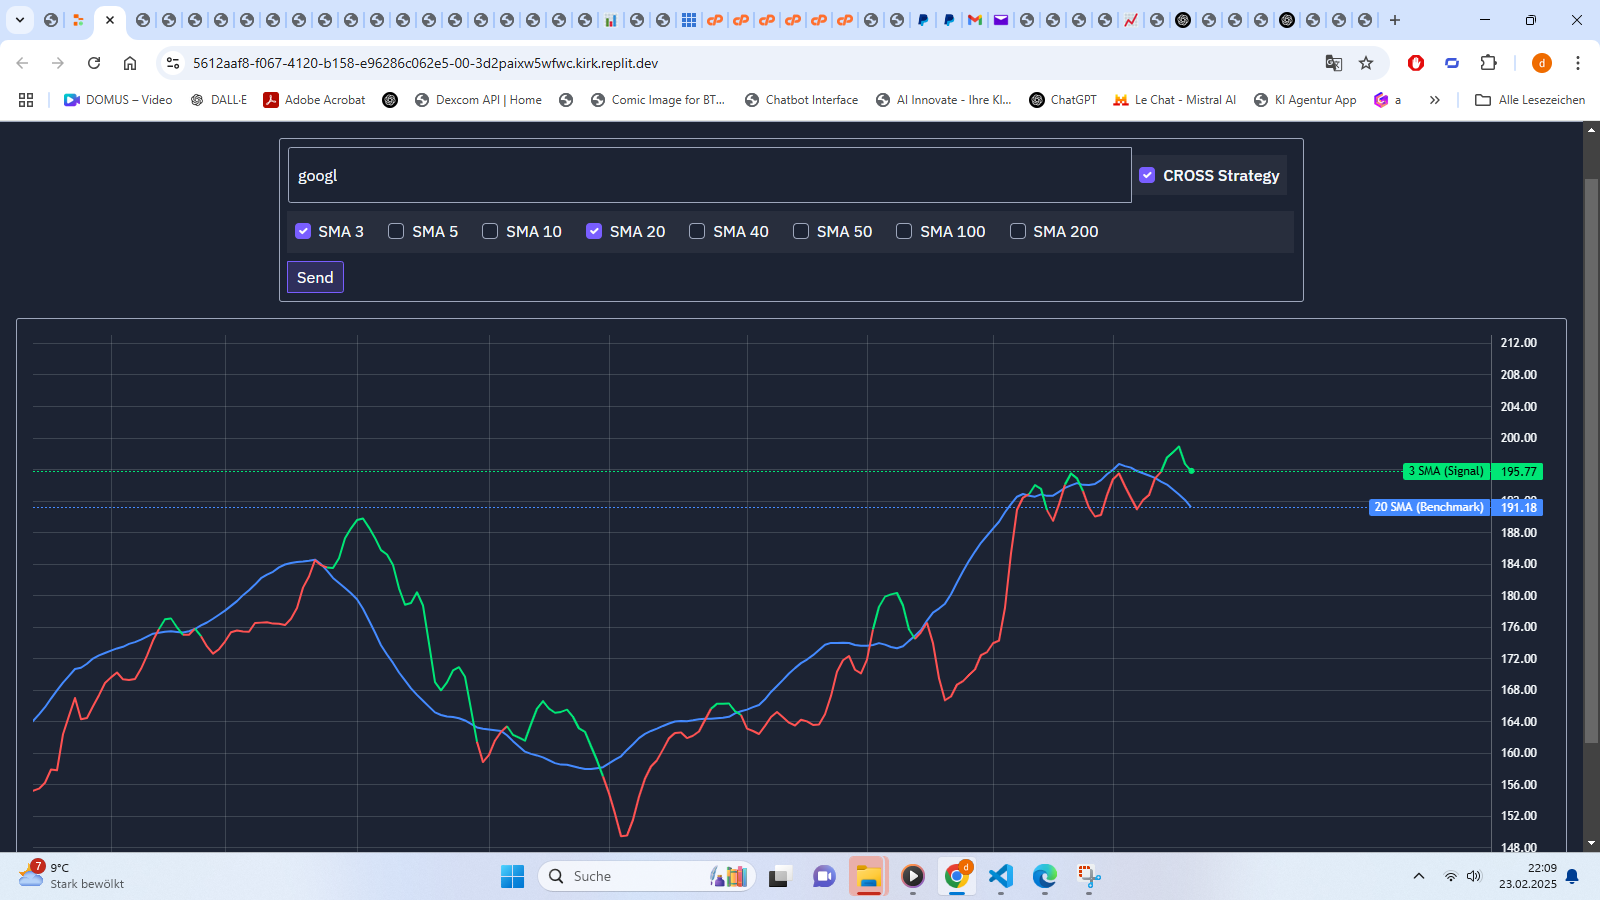 5612aaf8-f067-4120-b158-e96286c062e5-00-3d2paixw5wfwc.kirk.replit.dev
d
DOMUS – Video
DALL·E
Adobe Acrobat
Dexcom API | Home
Comic Image for BT...
Chatbot Interface
AI Innovate - Ihre KI...
ChatGPT
Le Chat - Mistral AI
KI Agentur App
a
Alle Lesezeichen
googl
CROSS Strategy
SMA 3
SMA 5
SMA 10
SMA 20
SMA 40
SMA 50
SMA 100
SMA 200
Send
212.00
208.00
204.00
200.00
3 SMA (Signal) 195.77
20 SMA (Benchmark) 191.18
188.00
184.00
180.00
176.00
172.00
168.00
164.00
160.00
156.00
152.00
148.00
7
9°C
Stark bewölkt
Suche
d
22:09
23.02.2025